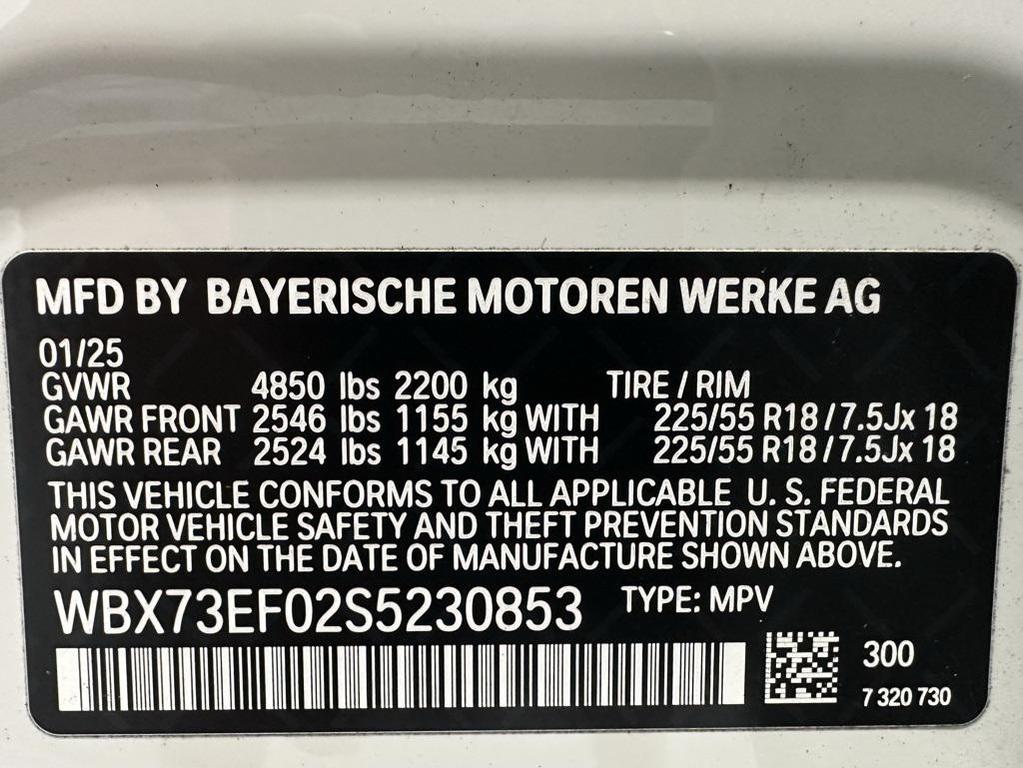 MFD BY BAYERISCHE MOTOREN WERKE AG
01/25
GVWR 4850 lbs 2200 kg TIRE / RIM
GAWR FRONT 2546 lbs 1155 kg WITH 225/55 R18 / 7.5Jx 18
GAWR REAR 2524 lbs 1145 kg WITH 225/55 R18 / 7.5Jx 18
THIS VEHICLE CONFORMS TO ALL APPLICABLE U. S. FEDERAL
MOTOR VEHICLE SAFETY AND THEFT PREVENTION STANDARDS
IN EFFECT ON THE DATE OF MANUFACTURE SHOWN ABOVE.
WBX73EF02S5230853 TYPE: MPV
300
7 320 730